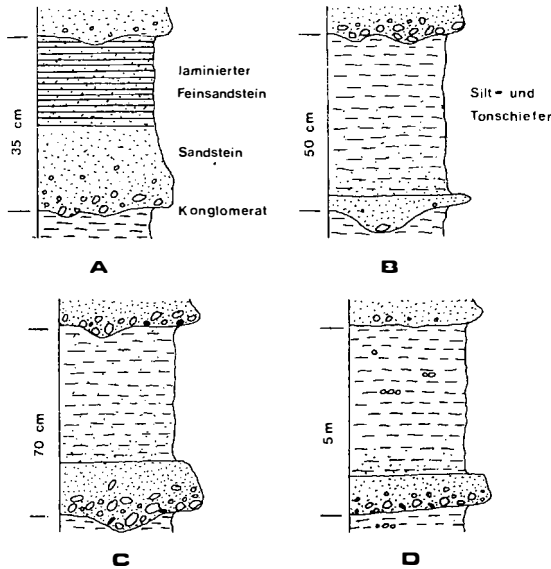 35 cm
laminierter
Feinsandstein
Sandstein
Konglomerat
A
50 cm
Silt- und
Tonschiefer
B
70 cm
C
5 m
D